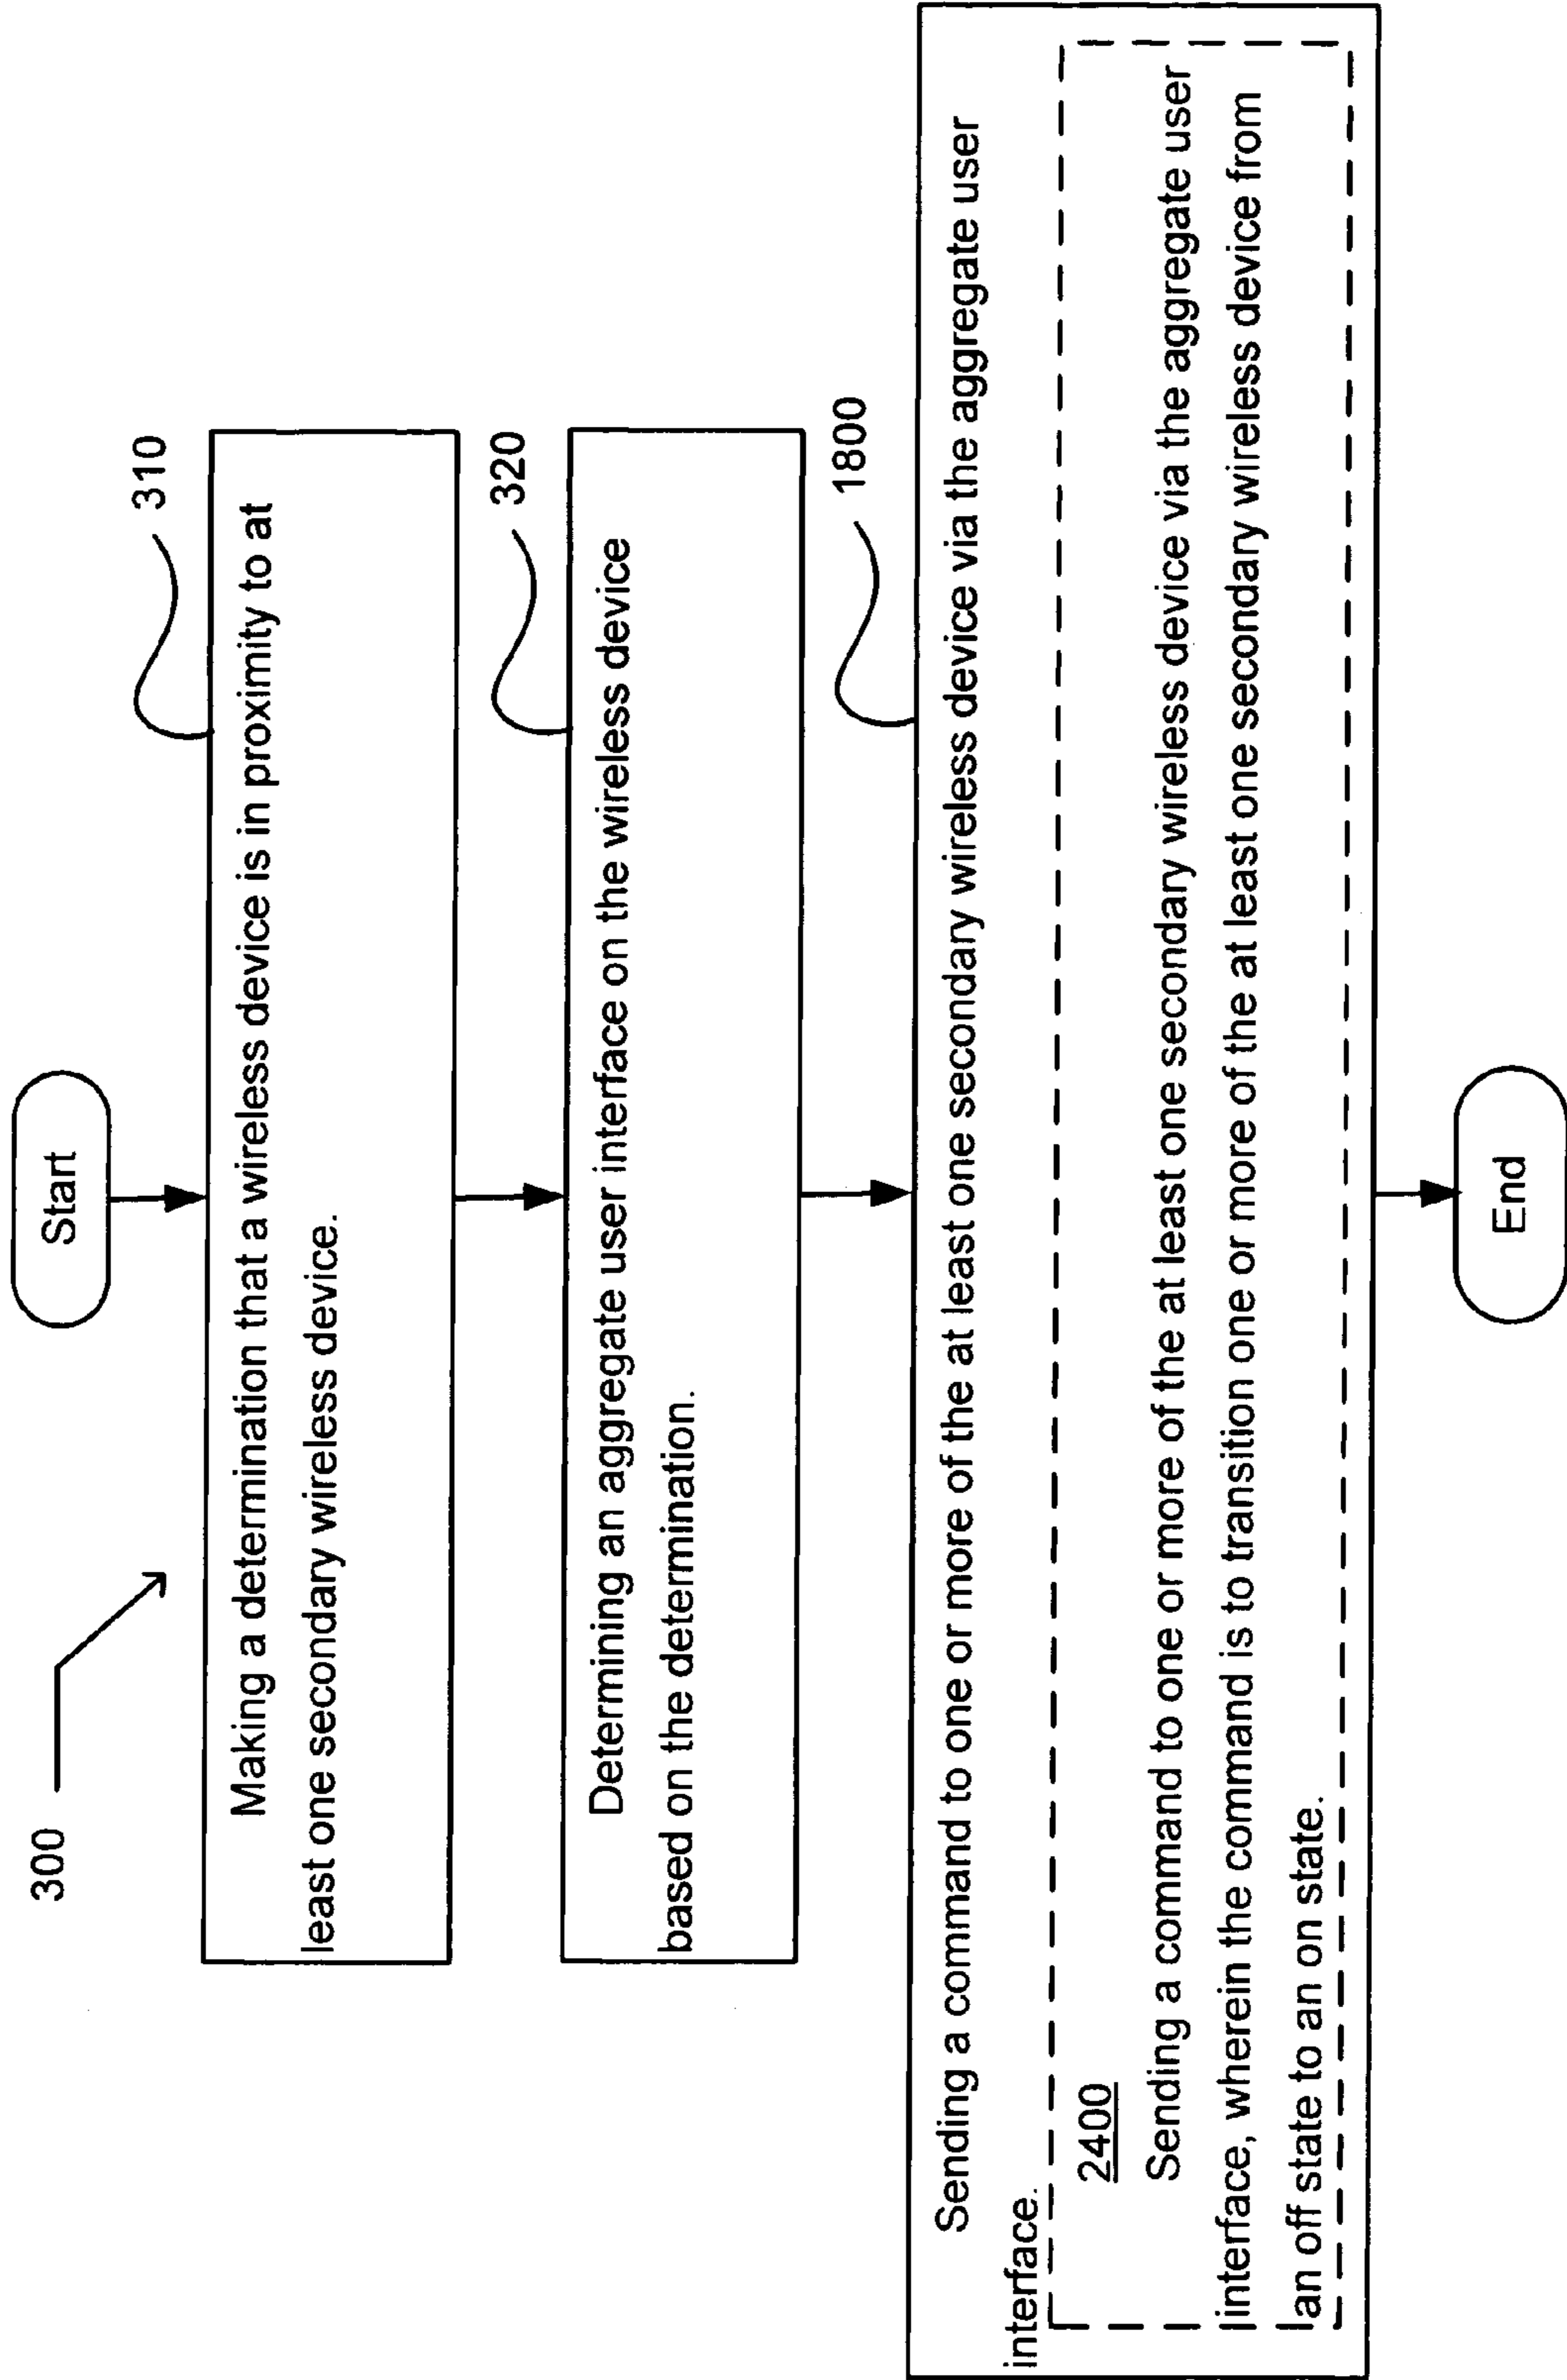 300
Start
310
Making a determination that a wireless device is in proximity to at
least one secondary wireless device.
320
Determining an aggregate user interface on the wireless device
based on the determination.
1800
Sending a command to one or more of the at least one secondary wireless device via the aggregate user
interface.
2400
Sending a command to one or more of the at least one secondary wireless device via the aggregate user
interface, wherein the command is to transition one or more of the at least one secondary wireless device from
an off state to an on state.
End